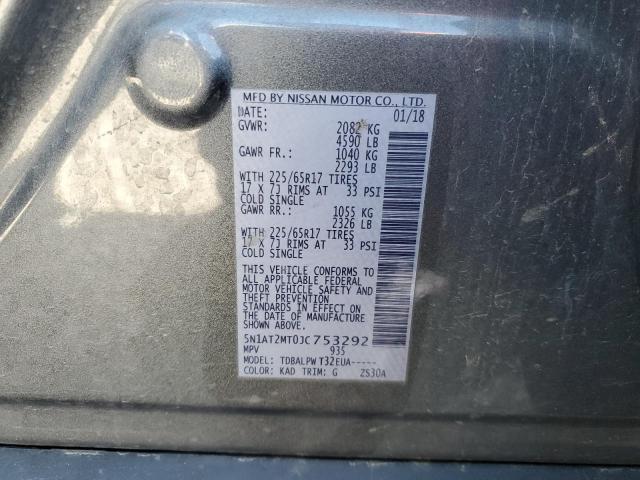 MFD BY NISSAN MOTOR CO., LTD.
DATE: 01/18
GVWR: 2082 KG
4590 LB
GAWR FR.: 1040 KG
2293 LB
WITH 225/65R17 TIRES
17 X 7J RIMS AT 33 PSI
COLD SINGLE
GAWR RR.: 1055 KG
2326 LB
WITH 225/65R17 TIRES
17 X 7J RIMS AT 33 PSI
COLD SINGLE
THIS VEHICLE CONFORMS TO
ALL APPLICABLE FEDERAL
MOTOR VEHICLE SAFETY AND
THEFT PREVENTION
STANDARDS IN EFFECT ON
THE DATE OF MANUFACTURE
SHOWN ABOVE.
5N1AT2MT0JC753292
MPV 935
MODEL: TDBALPW T32EUA-----
COLOR: KAD TRIM: G ZS30A